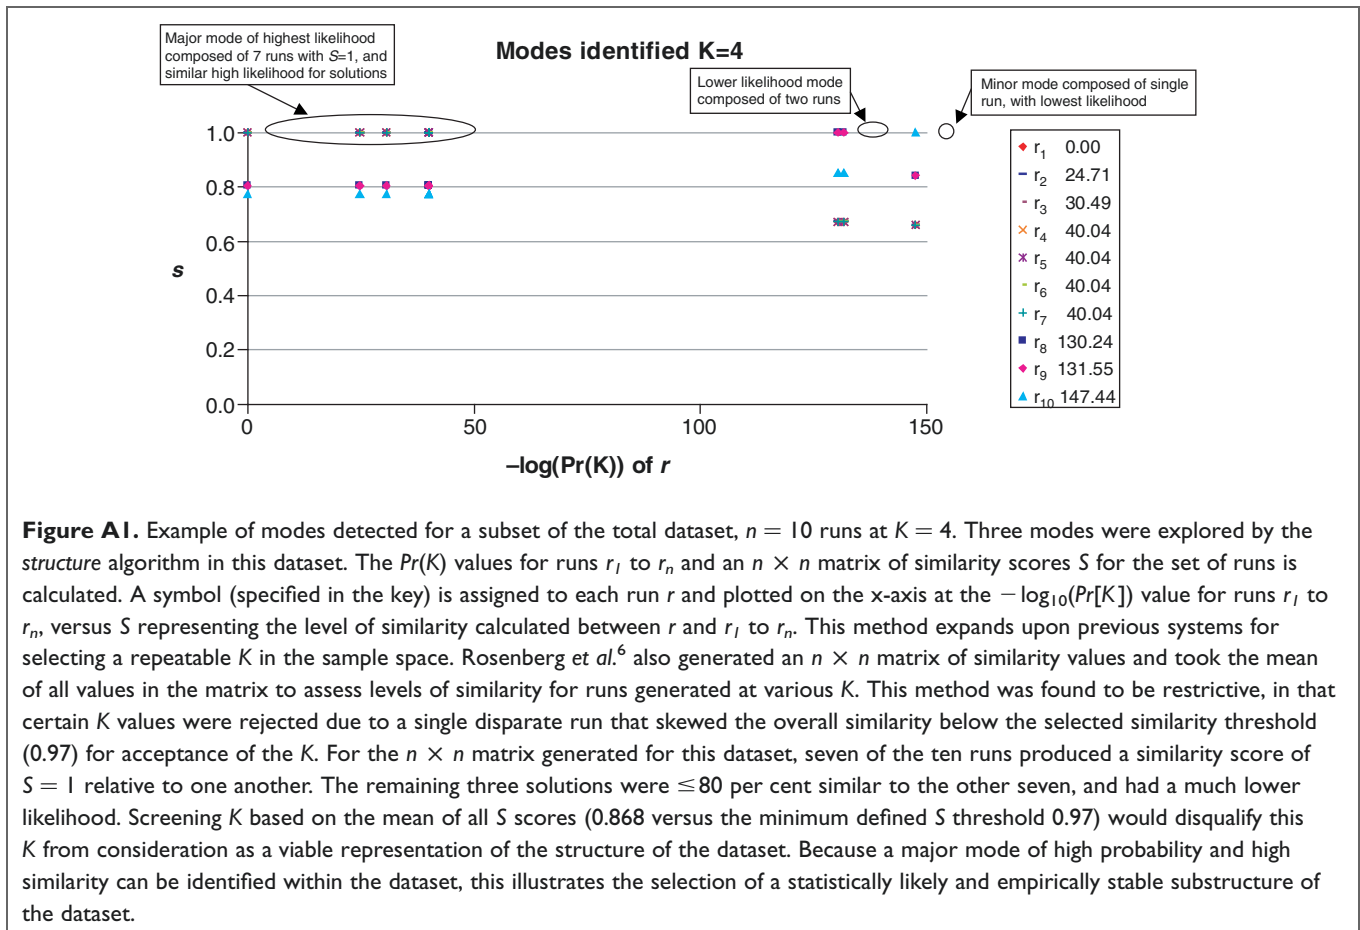 Major mode of highest likelihood
composed of 7 runs with S=1, and
similar high likelihood for solutions
Modes identified K=4
Lower likelihood mode
composed of two runs
Minor mode composed of single
run, with lowest likelihood
1.0
0.8
0.6
0.4
0.2
0.0
s
0
50
100
150
–log(Pr(K)) of r
r1 0.00
r2 24.71
r3 30.49
r4 40.04
r5 40.04
r6 40.04
r7 40.04
r8 130.24
r9 131.55
r10 147.44
Figure A1. Example of modes detected for a subset of the total dataset, n = 10 runs at K = 4. Three modes were explored by the
structure algorithm in this dataset. The Pr(K) values for runs rI to rn and an n × n matrix of similarity scores S for the set of runs is
calculated. A symbol (specified in the key) is assigned to each run r and plotted on the x-axis at the − log10(Pr[K]) value for runs rI to
rn, versus S representing the level of similarity calculated between r and rI to rn. This method expands upon previous systems for
selecting a repeatable K in the sample space. Rosenberg et al.6 also generated an n × n matrix of similarity values and took the mean
of all values in the matrix to assess levels of similarity for runs generated at various K. This method was found to be restrictive, in that
certain K values were rejected due to a single disparate run that skewed the overall similarity below the selected similarity threshold
(0.97) for acceptance of the K. For the n × n matrix generated for this dataset, seven of the ten runs produced a similarity score of
S = 1 relative to one another. The remaining three solutions were ≤80 per cent similar to the other seven, and had a much lower
likelihood. Screening K based on the mean of all S scores (0.868 versus the minimum defined S threshold 0.97) would disqualify this
K from consideration as a viable representation of the structure of the dataset. Because a major mode of high probability and high
similarity can be identified within the dataset, this illustrates the selection of a statistically likely and empirically stable substructure of
the dataset.